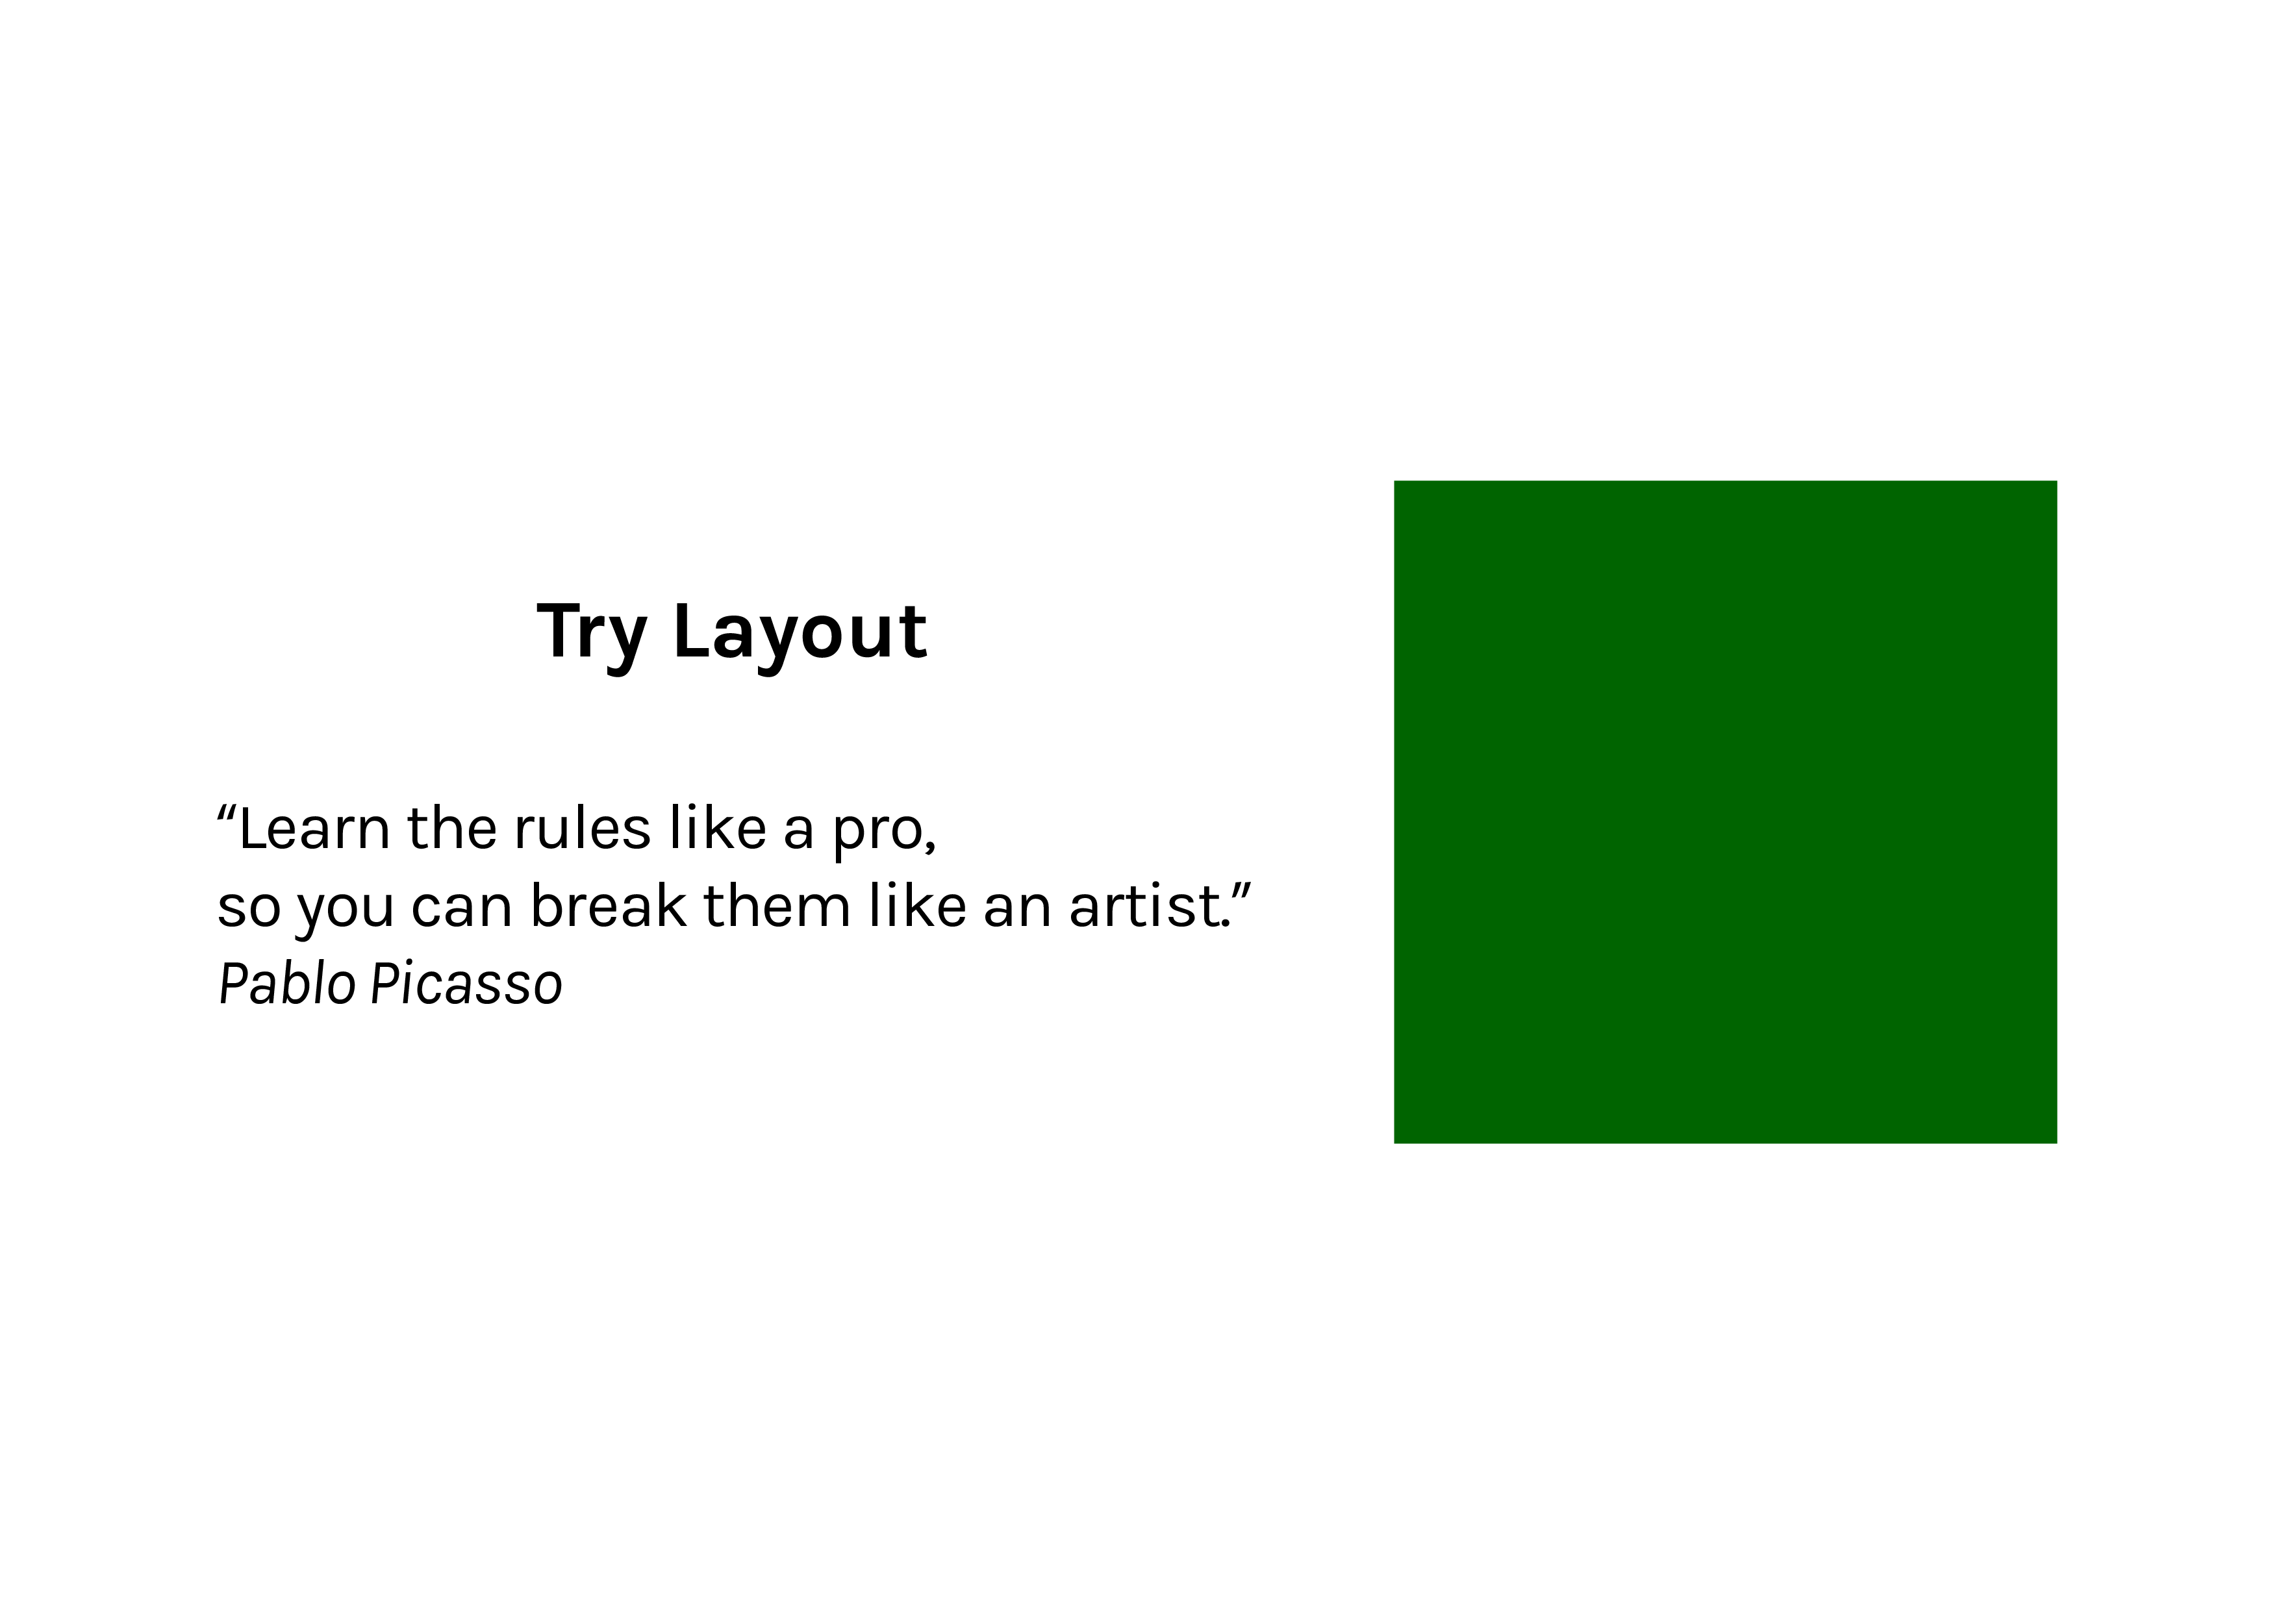 Try Layout
“Learn the rules like a pro,
so you can break them like an artist.”
Pablo Picasso